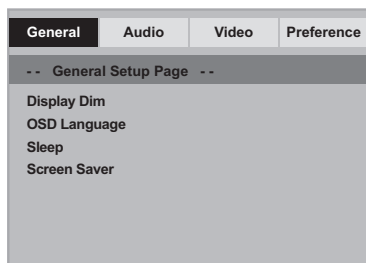 General Audio Video Preference
-- General Setup Page --
Display Dim
OSD Language
Sleep
Screen Saver